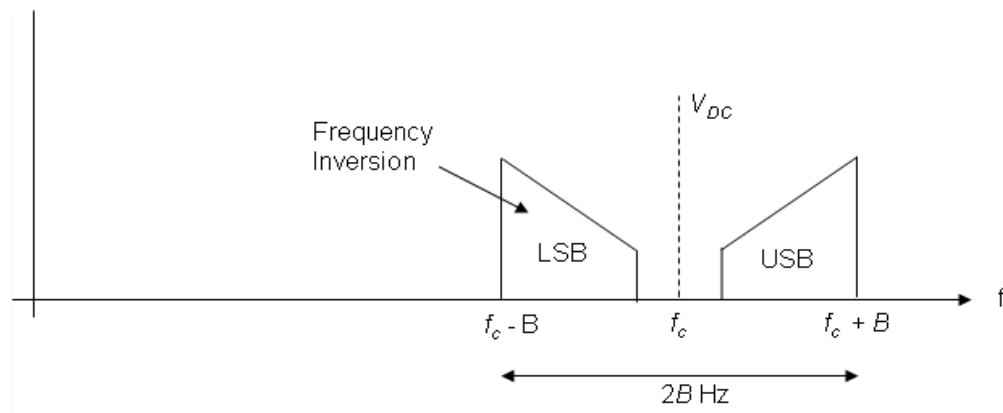 V_DC
Frequency
Inversion
LSB
USB
f
f_c - B
f_c
f_c + B
2B Hz